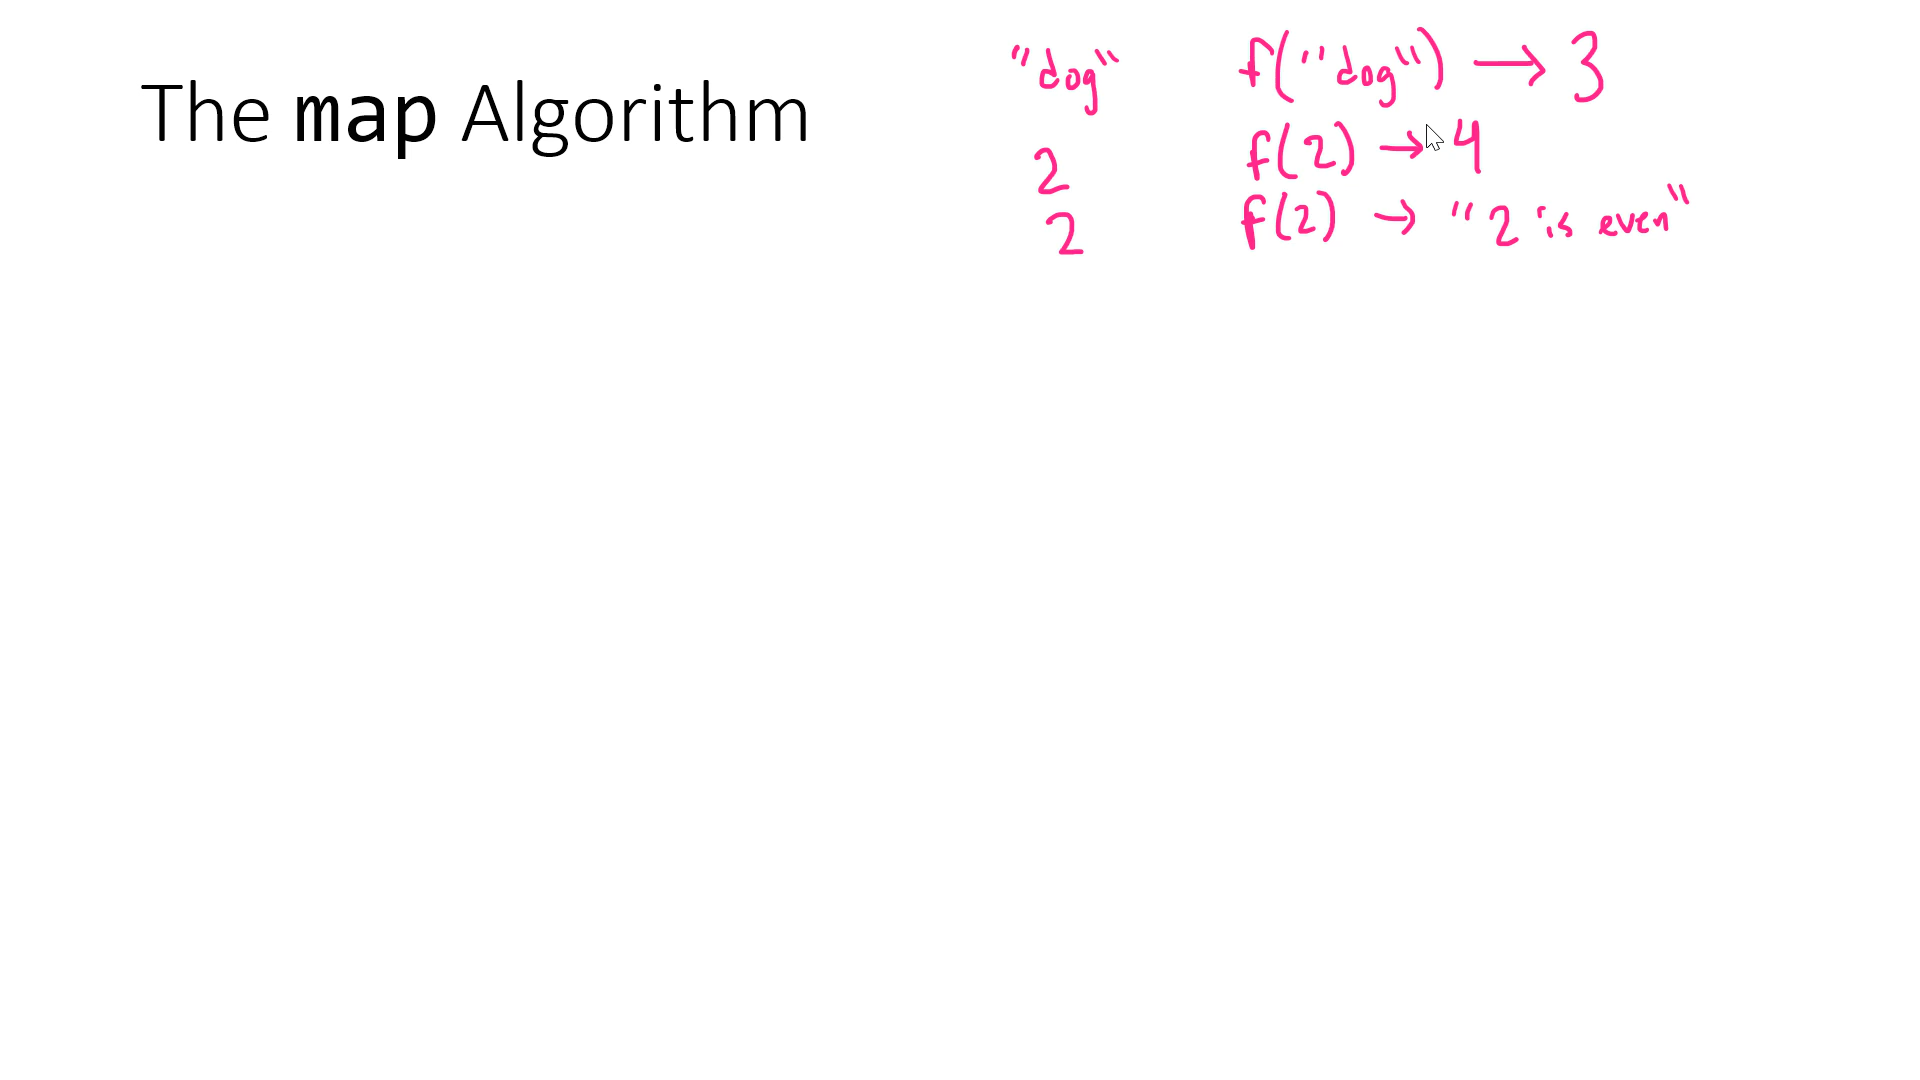 The map Algorithm
"dog" f("dog") → 3
2 f(2) → 4
2 f(2) → "2 is even"